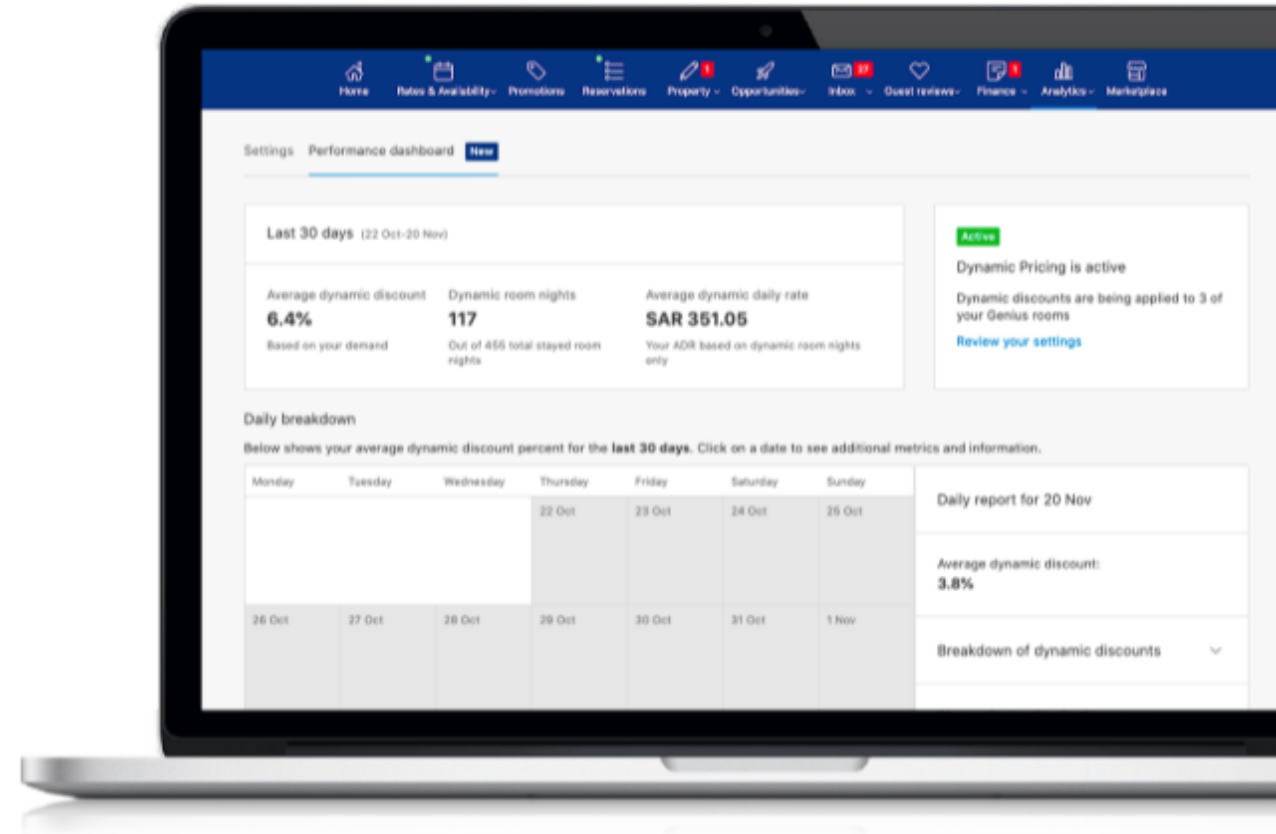 Home Rates & Availability Promotions Reservations Property 1 Opportunities Inbox 27 Guest reviews Finance 1 Analytics Marketplace
Settings Performance dashboard New
Last 30 days (22 Oct-20 Nov)
Average dynamic discount Dynamic room nights Average dynamic daily rate
6.4% 117 SAR 351.05
Based on your demand Out of 455 total stayed room nights Your ADR based on dynamic room nights only
Active
Dynamic Pricing is active
Dynamic discounts are being applied to 3 of
your Genius rooms
Review your settings
Daily breakdown
Below shows your average dynamic discount percent for the last 30 days. Click on a date to see additional metrics and information.
Monday Tuesday Wednesday Thursday Friday Saturday Sunday
22 Oct 23 Oct 24 Oct 25 Oct
26 Oct 27 Oct 28 Oct 29 Oct 30 Oct 31 Oct 1 Nov
Daily report for 20 Nov
Average dynamic discount:
3.8%
Breakdown of dynamic discounts